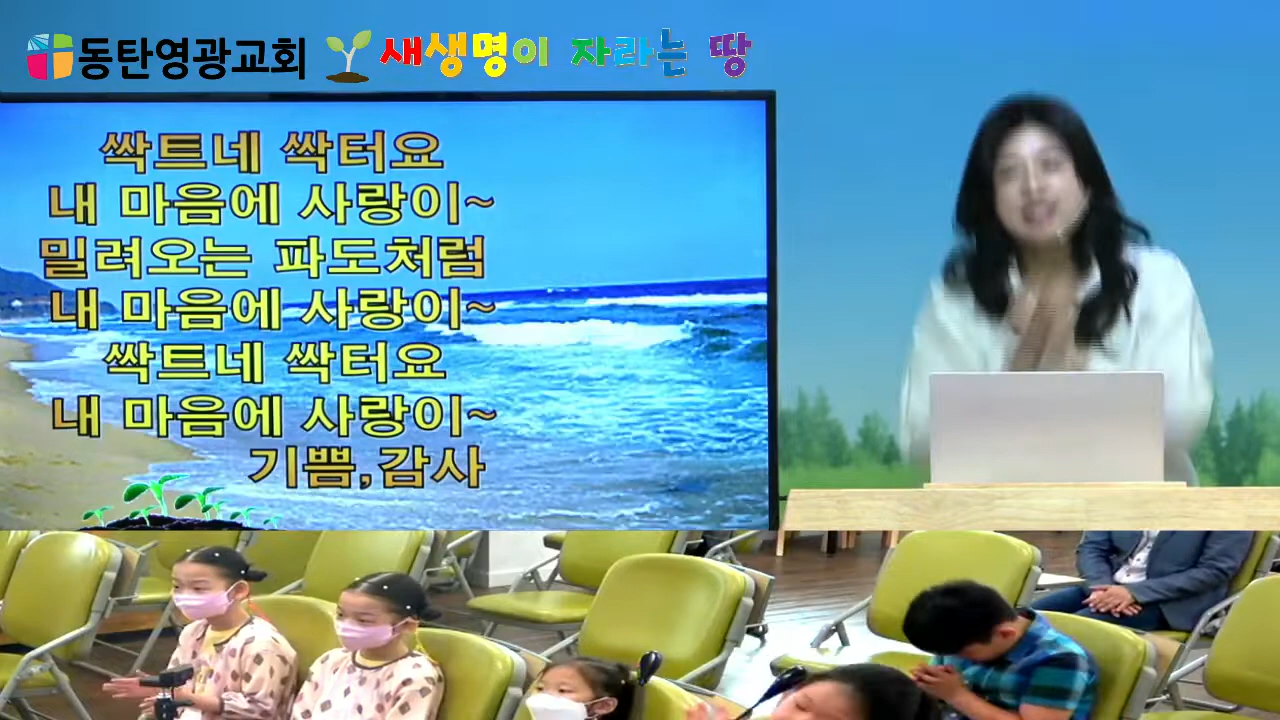 동탄영광교회 새생명이 자라는 땅
싹트네 싹터요
내 마음에 사랑이~
밀려오는 파도처럼
내 마음에 사랑이~
싹트네 싹터요
내 마음에 사랑이~
기쁨,감사